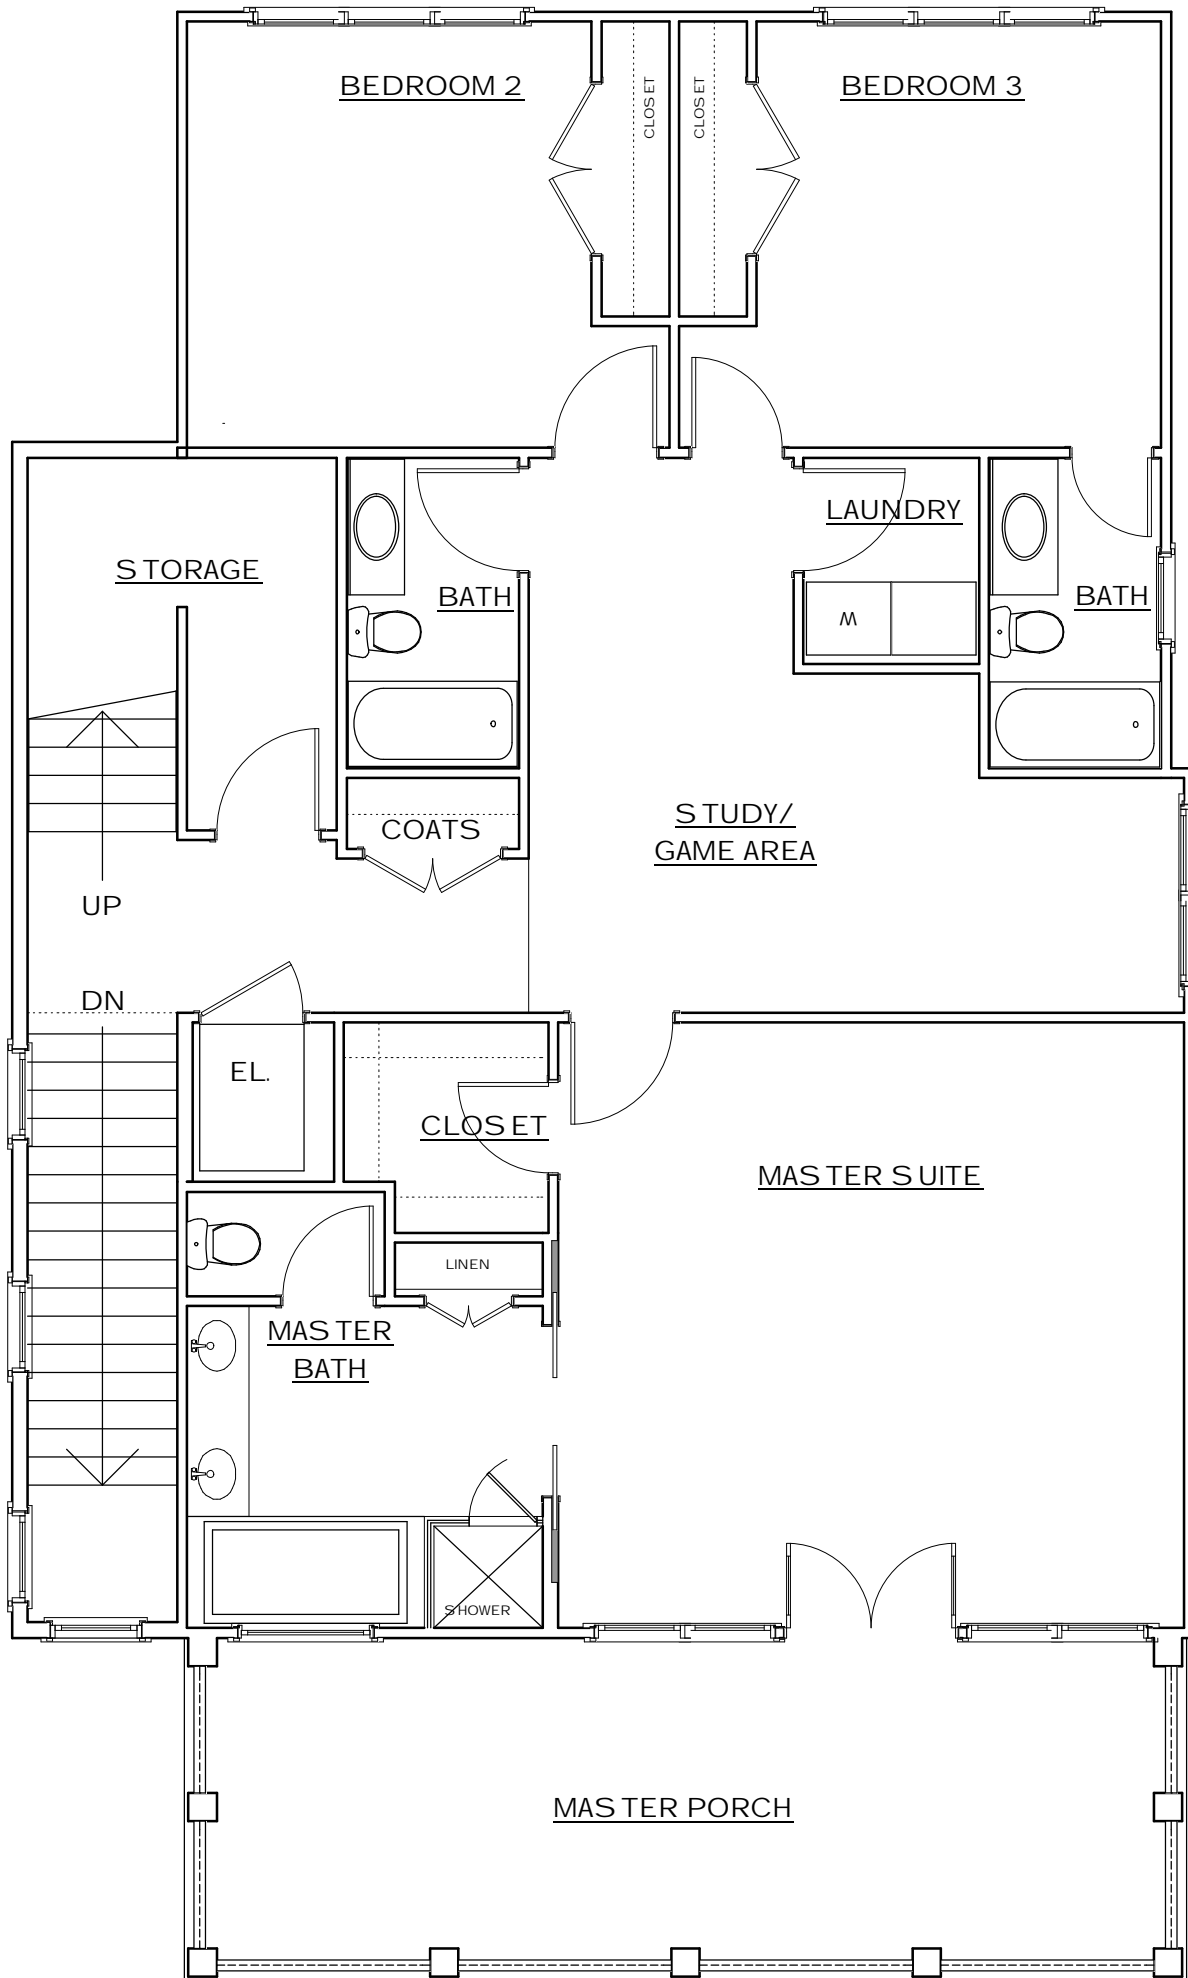 BEDROOM 2
CLOSET
CLOSET
BEDROOM 3
LAUNDRY
STORAGE
BATH
BATH
W
STUDY/
GAME AREA
COATS
UP
DN
EL.
CLOSET
MASTER SUITE
LINEN
MASTER
BATH
SHOWER
MASTER PORCH